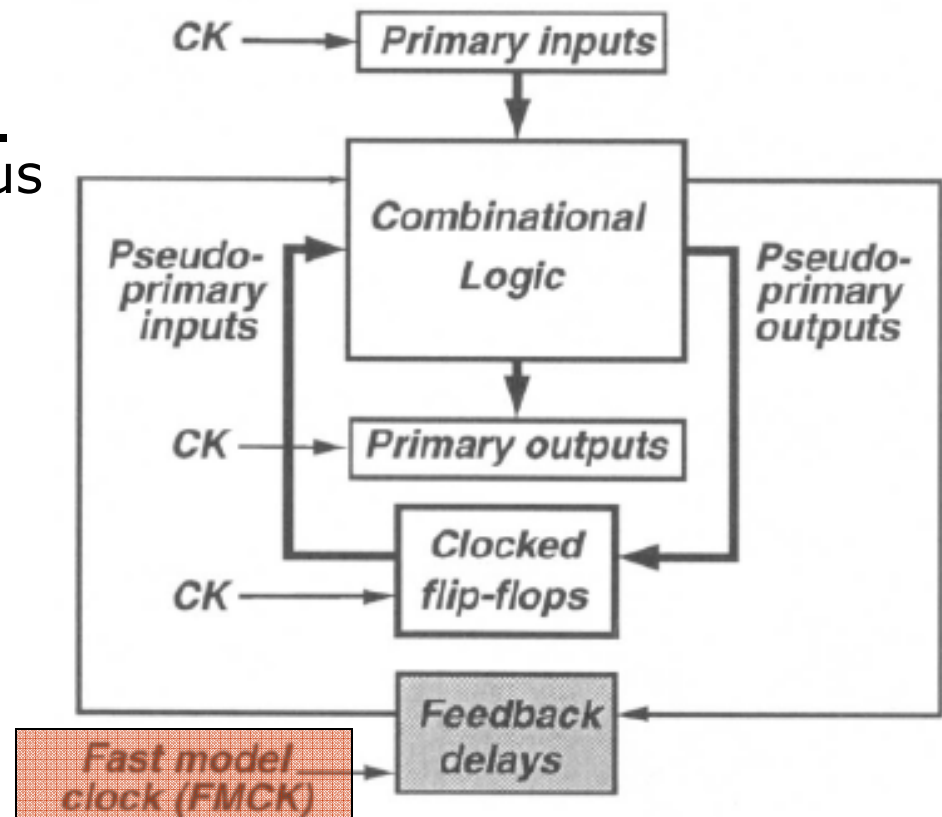 CK
Primary inputs
us
Combinational
Logic
Pseudo-
primary
inputs
Pseudo-
primary
outputs
CK
Primary outputs
Clocked
flip-flops
CK
Feedback
delays
Fast model
clock (FMCK)